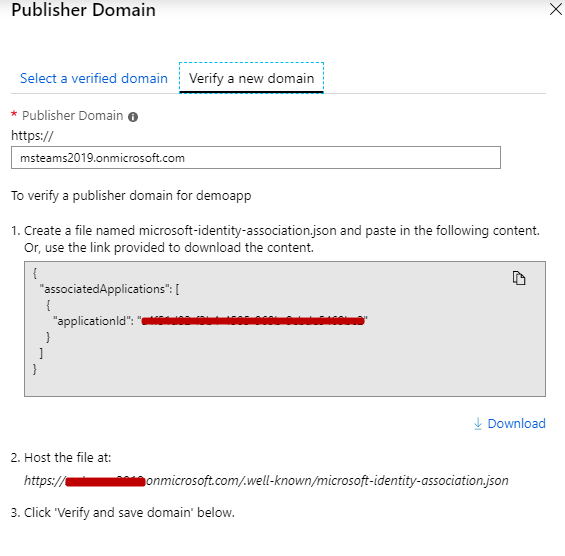 Publisher Domain
Select a verified domain
Verify a new domain
* Publisher Domain
https://
msteams2019.onmicrosoft.com
To verify a publisher domain for demoapp
1. Create a file named microsoft-identity-association.json and paste in the following content.
Or, use the link provided to download the content.
{
"associatedApplications": [
{
"applicationId": "
}
]
}
Download
2. Host the file at:
https://onmicrosoft.com/.well-known/microsoft-identity-association.json
3. Click 'Verify and save domain' below.